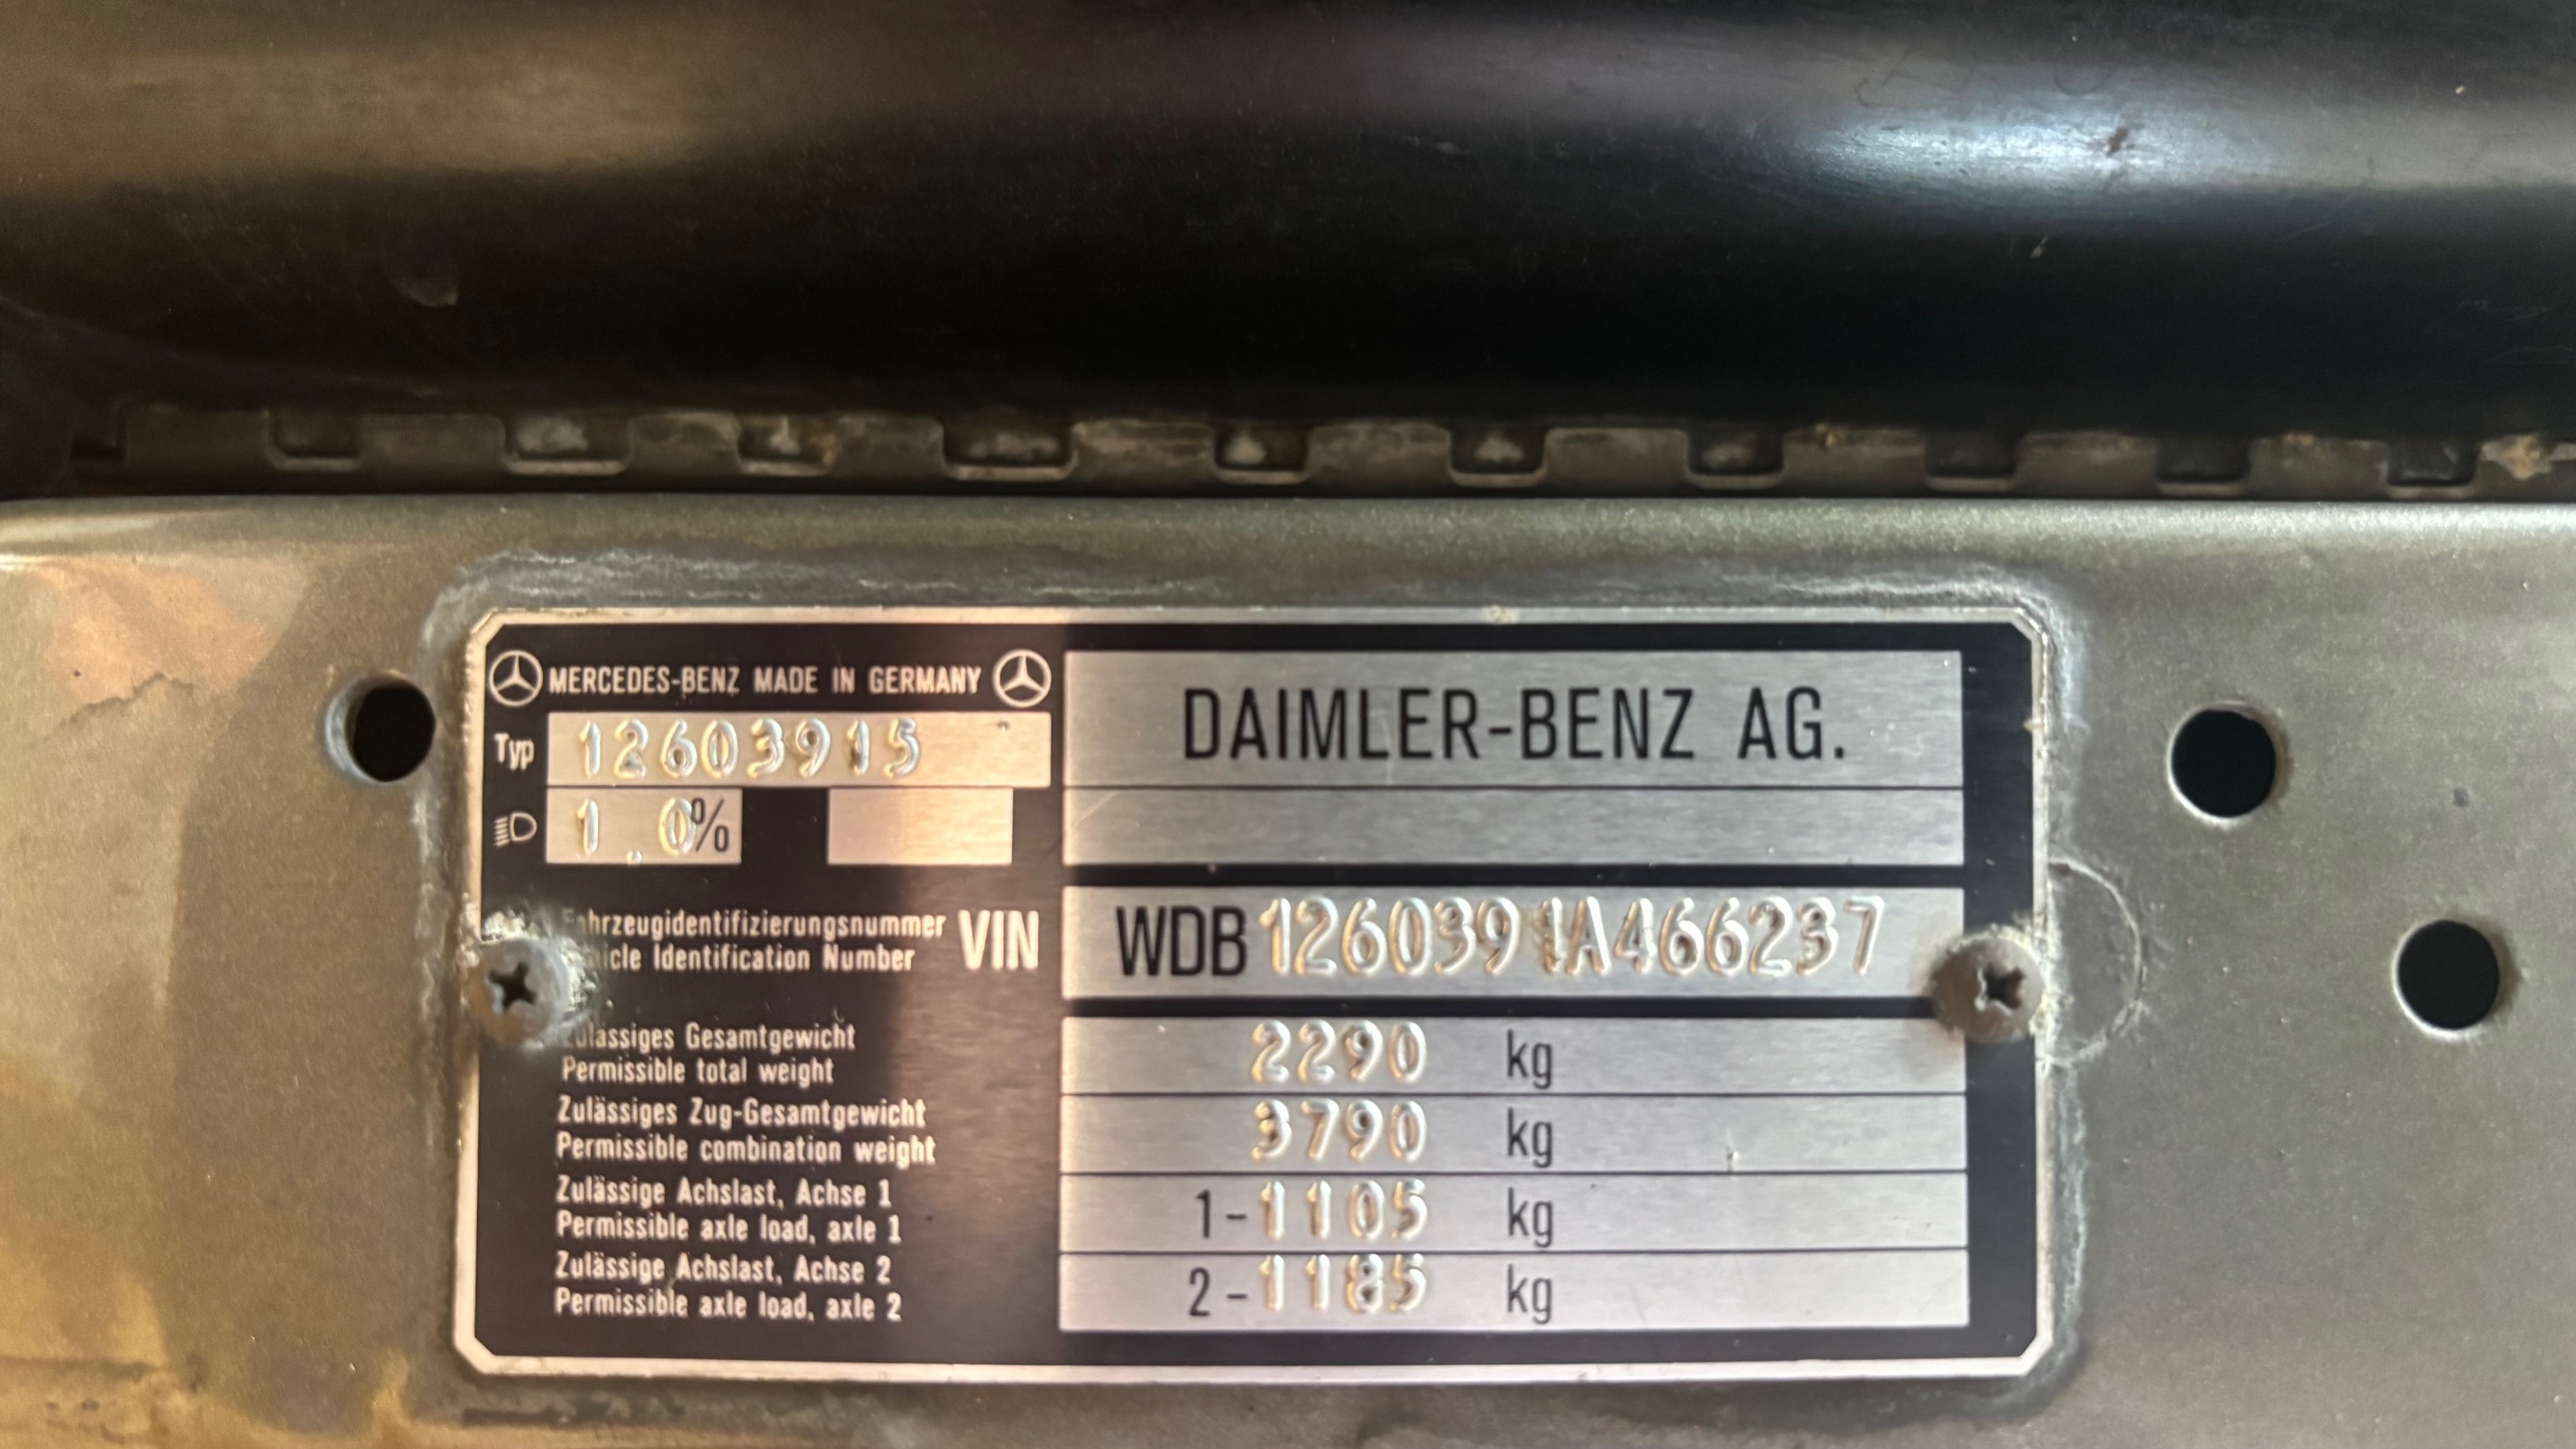 MERCEDES-BENZ MADE IN GERMANY
Typ 12603915
1.0%
DAIMLER-BENZ AG.
Fahrzeugidentifizierungsnummer
Vehicle Identification Number
VIN
WDB1260391A466237
Zulässiges Gesamtgewicht
Permissible total weight
2290 kg
Zulässiges Zug-Gesamtgewicht
Permissible combination weight
3790 kg
Zulässige Achslast, Achse 1
Permissible axle load, axle 1
1-1105 kg
Zulässige Achslast, Achse 2
Permissible axle load, axle 2
2-1185 kg